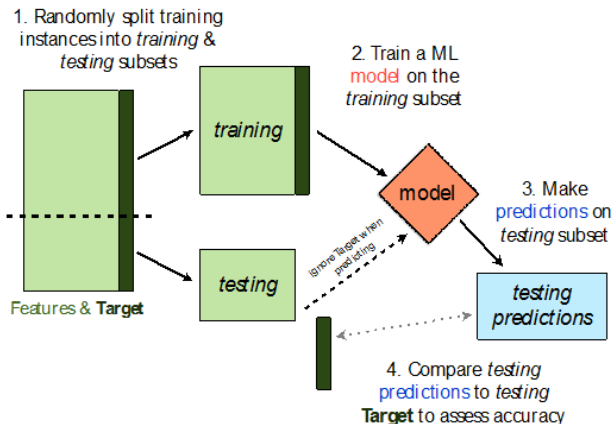 1. Randomly split training
instances into training &
testing subsets
2. Train a ML
model on the
training subset
training
model
3. Make
predictions on
testing subset
ignore Target when
predicting
testing
testing
predictions
Features & Target
4. Compare testing
predictions to testing
Target to assess accuracy